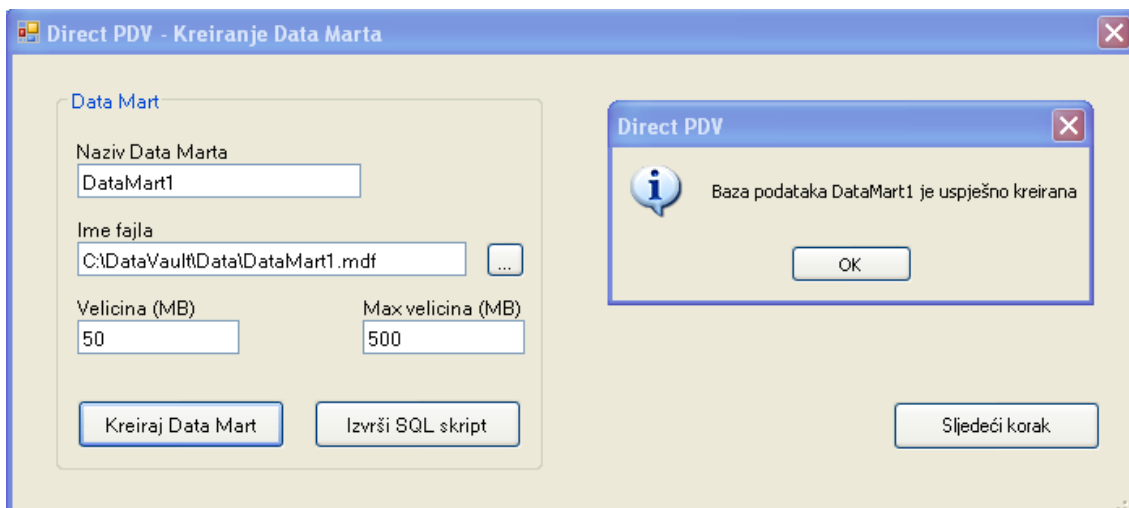 Direct PDV - Kreiranje Data Marta
Data Mart
Naziv Data Marta
DataMart1
Ime fajla
C:\DataVault\Data\DataMart1.mdf
...
Velicina (MB)
Max velicina (MB)
50
500
Kreiraj Data Mart
Izvrši SQL skript
Direct PDV
Baza podataka DataMart1 je uspješno kreirana
OK
Sljedeći korak